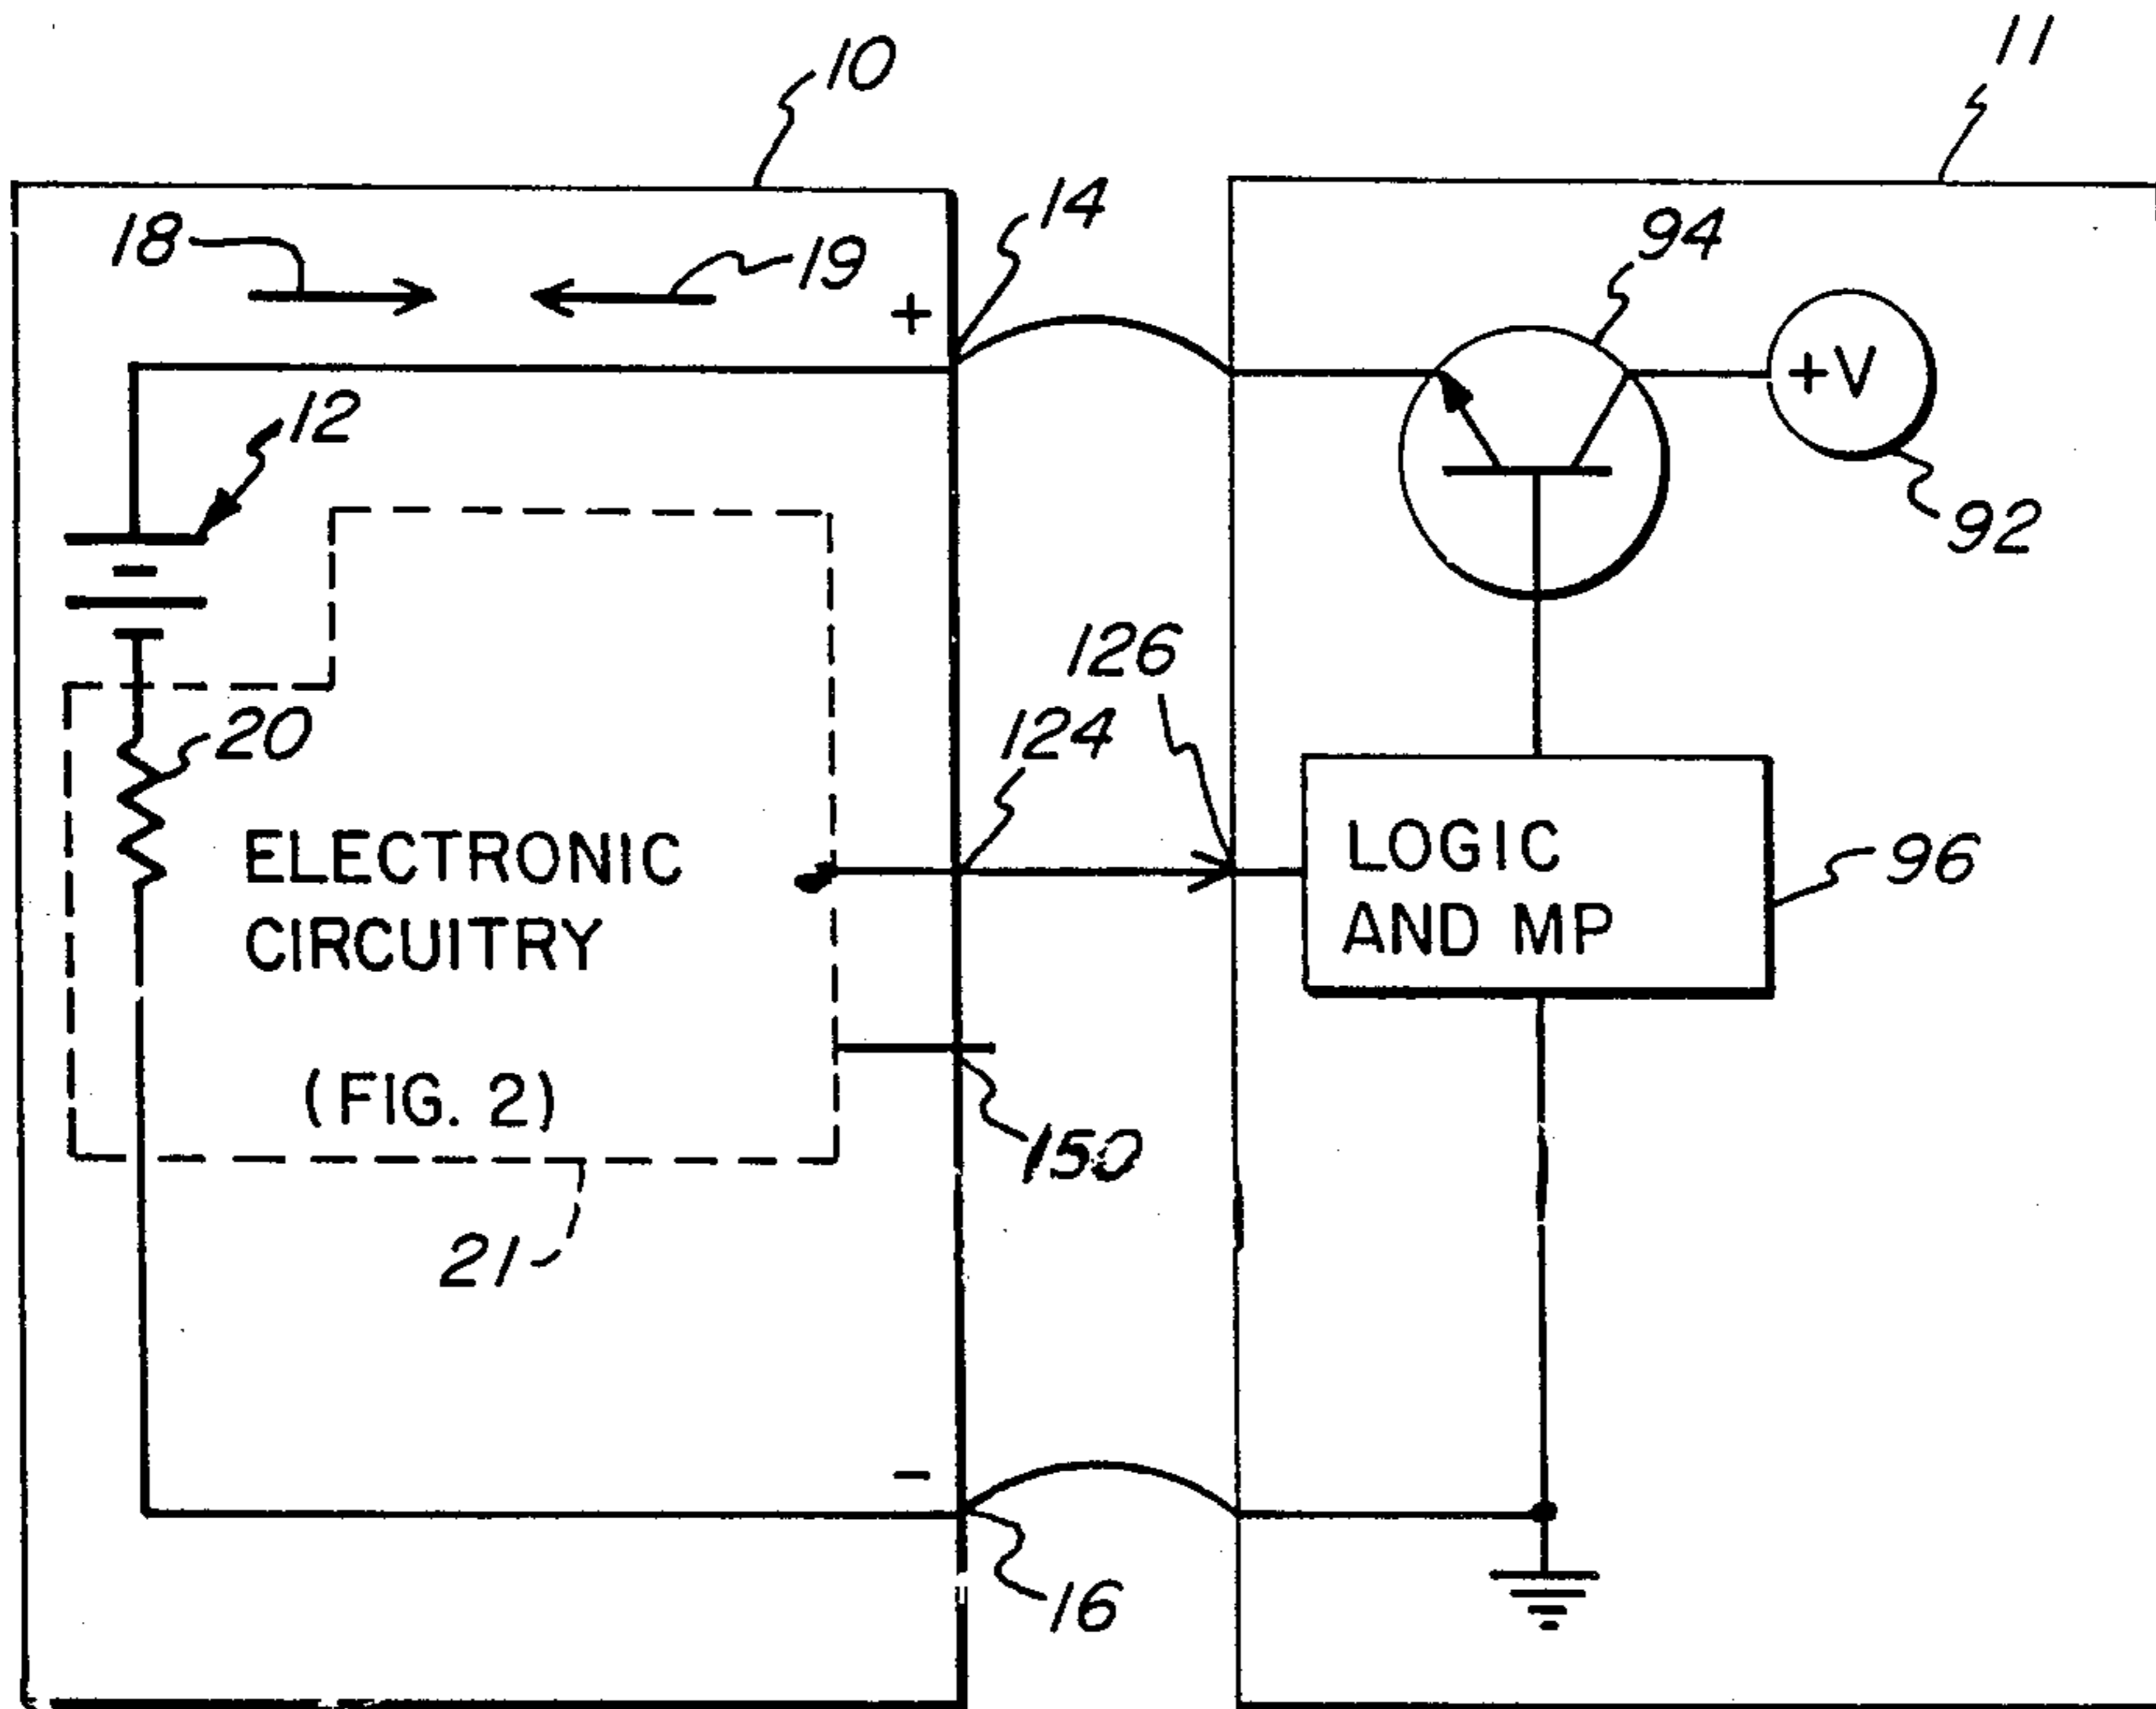 10
11
18
19
14
94
+
+V
12
92
126
20
124
ELECTRONIC
CIRCUITRY
(FIG. 2)
LOGIC
AND MP
96
150
21
-
16